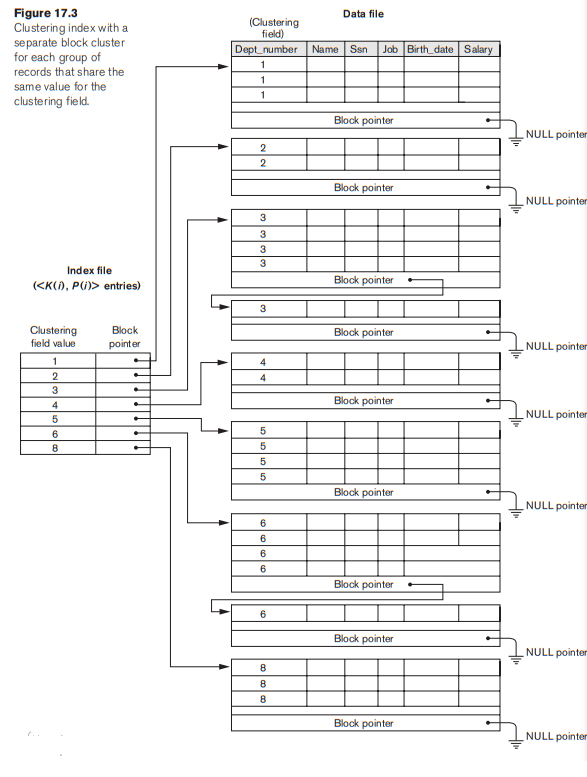 Figure 17.3
Clustering index with a
separate block cluster
for each group of
records that share the
same value for the
clustering field.
Data file
(Clustering
field)
Dept_number Name Ssn Job Birth_date Salary
1
1
1
Block pointer
NULL pointer
2
2
Block pointer
NULL pointer
3
3
3
3
Block pointer
3
Block pointer
NULL pointer
Index file
(<K(i), P(i)> entries)
Clustering
field value
Block
pointer
1
2
3
4
5
6
8
4
4
Block pointer
NULL pointer
5
5
5
5
Block pointer
NULL pointer
6
6
6
6
Block pointer
6
Block pointer
NULL pointer
8
8
8
Block pointer
NULL pointer